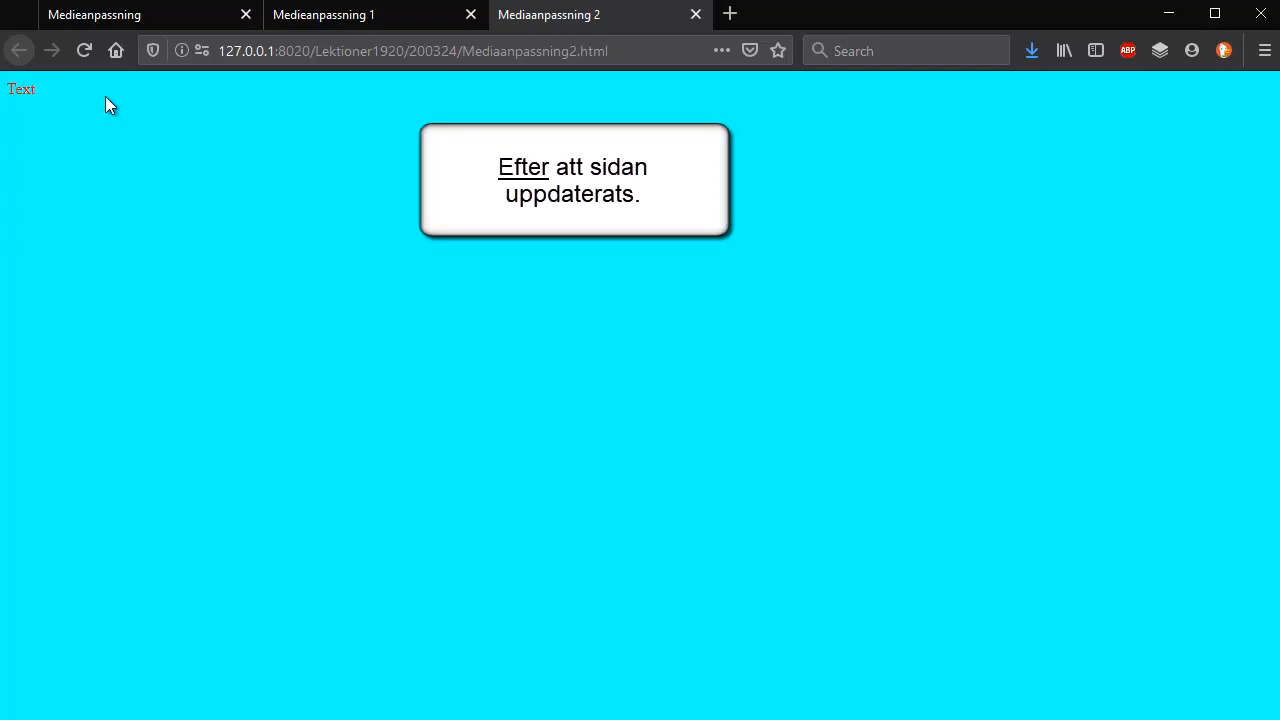 Medieanpassning
Medieanpassning 1
Mediaanpassning 2
127.0.0.1:8020/Lektioner1920/200324/Mediaanpassning2.html
Search
ABP
Text
Efter att sidan
uppdaterats.